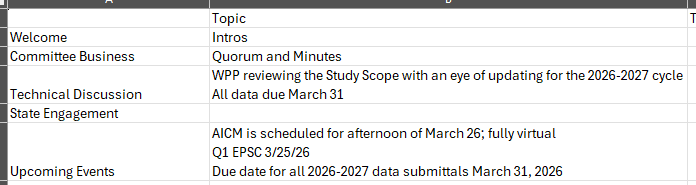 Topic
Welcome Intros
Committee Business Quorum and Minutes
WPP reviewing the Study Scope with an eye of updating for the 2026-2027 cycle
Technical Discussion All data due March 31
State Engagement
AICM is scheduled for afternoon of March 26; fully virtual
Q1 EPSC 3/25/26
Upcoming Events Due date for all 2026-2027 data submittals March 31, 2026